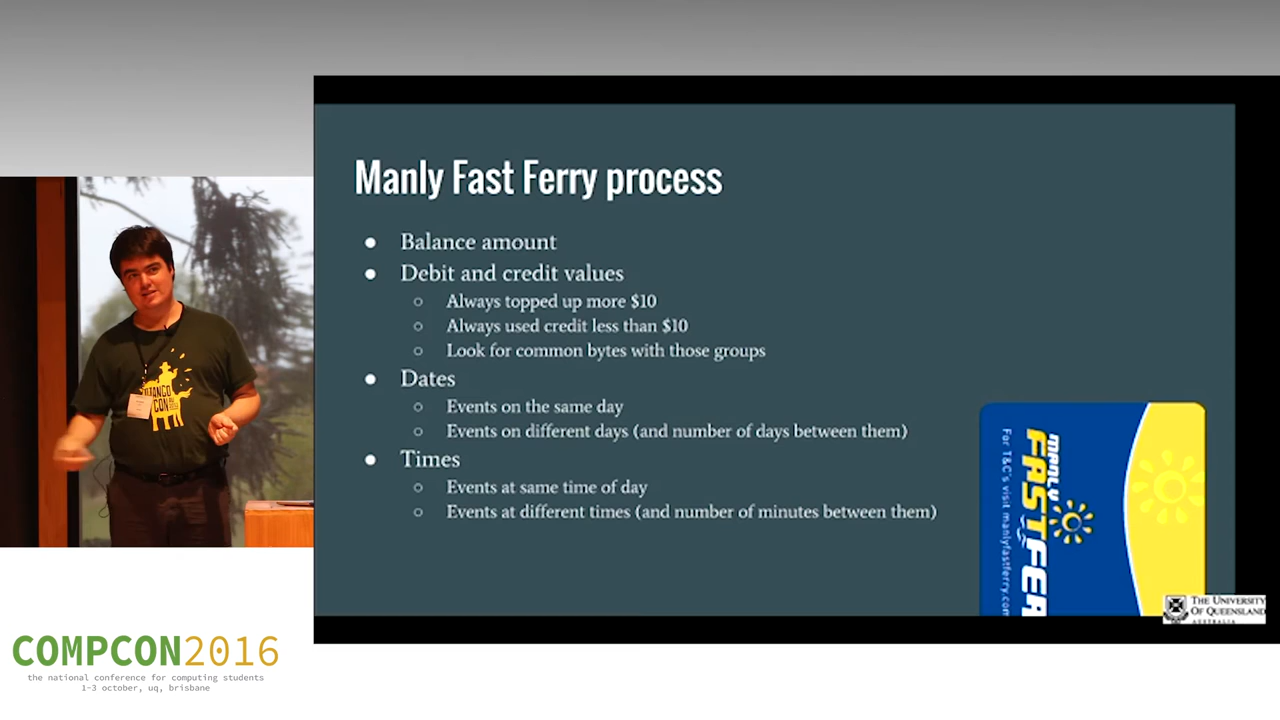 Manly Fast Ferry process
● Balance amount
● Debit and credit values
○ Always topped up more $10
○ Always used credit less than $10
○ Look for common bytes with those groups
● Dates
○ Events on the same day
○ Events on different days (and number of days between them)
● Times
○ Events at same time of day
○ Events at different times (and number of minutes between them)
MANLY
FASTFER
For T&C's visit manlyfastferry.com
THE UNIVERSITY
OF QUEENSLAND
AUSTRALIA
COMPCON2016
the national conference for computing students
1-3 october, uq, brisbane